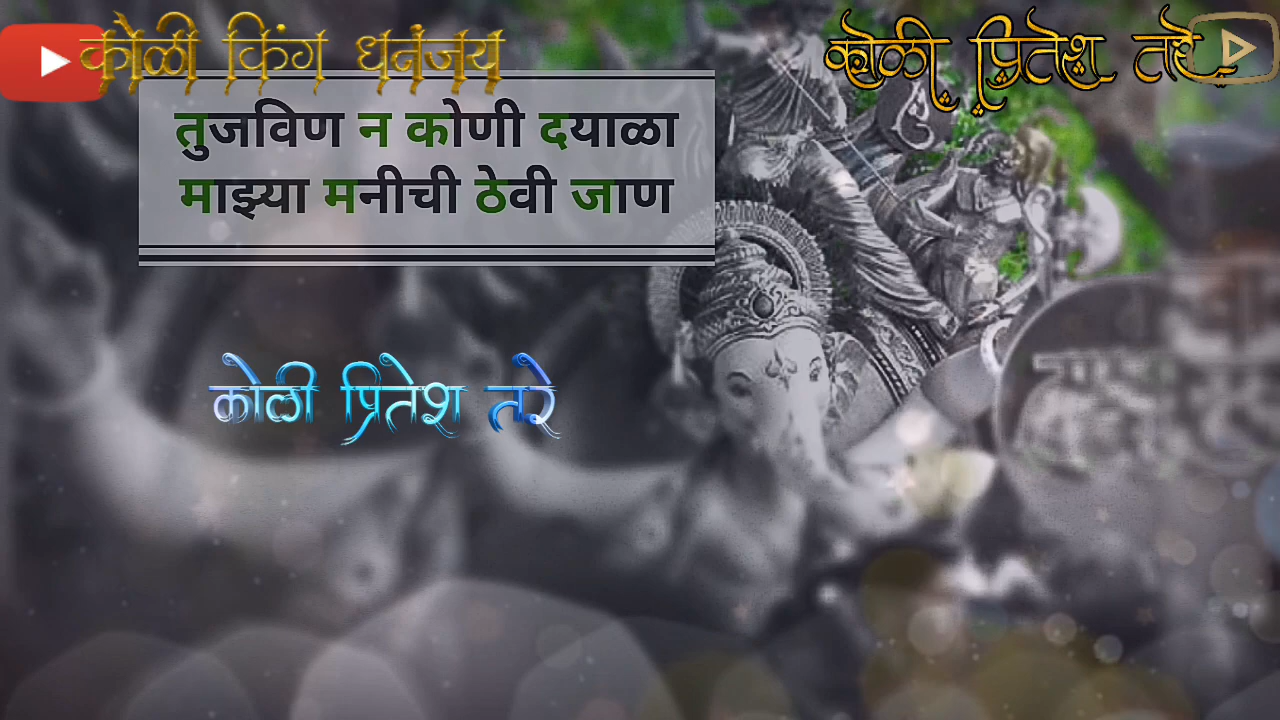 कोळी किंग धनंजय
कोळी प्रितेश तरे
तुजविण न कोणी दयाळा
माझ्या मनीची ठेवी जाण
कोली प्रितेश तरे